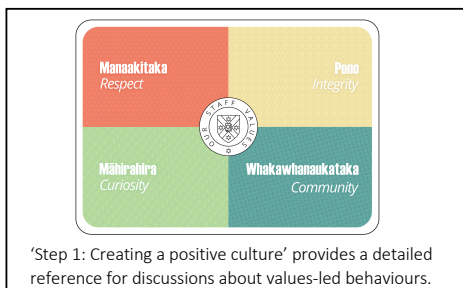 Manaakitaka
Respect
Pono
Integrity
OUR STAFF VALUES
Māhirahira
Curiosity
Whakawhanaukataka
Community
‘Step 1: Creating a positive culture’ provides a detailed
reference for discussions about values-led behaviours.